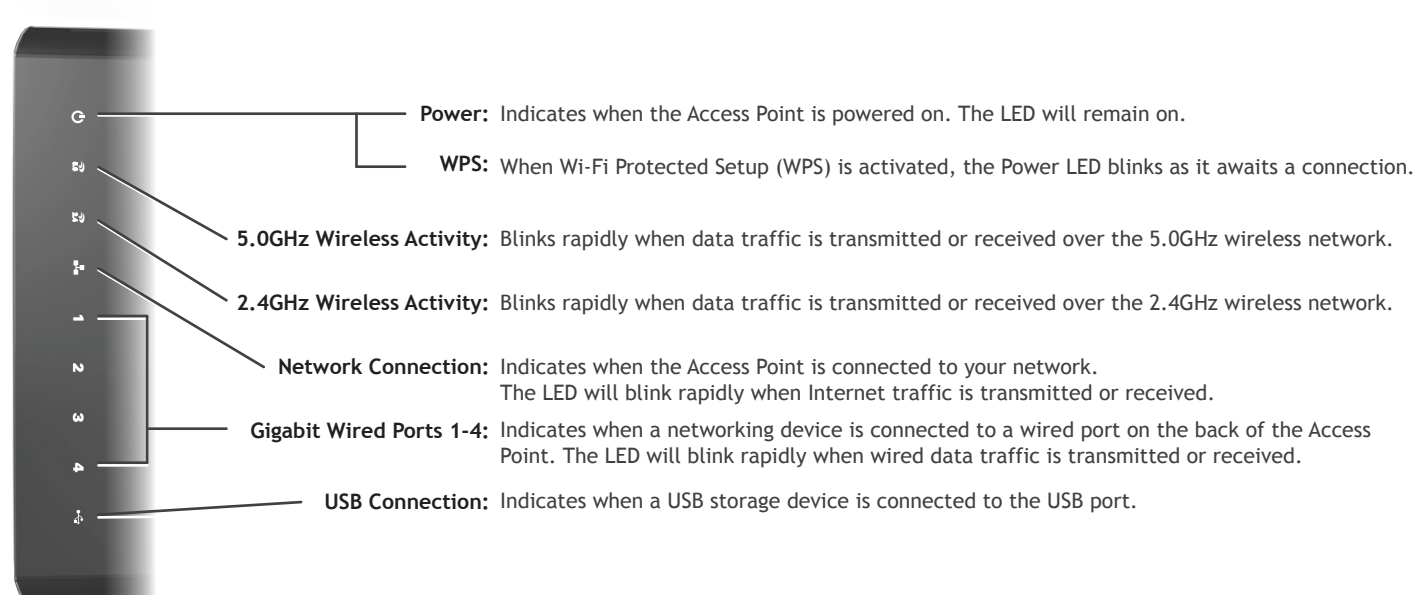 Power: Indicates when the Access Point is powered on. The LED will remain on.
WPS: When Wi-Fi Protected Setup (WPS) is activated, the Power LED blinks as it awaits a connection.
5.0GHz Wireless Activity: Blinks rapidly when data traffic is transmitted or received over the 5.0GHz wireless network.
2.4GHz Wireless Activity: Blinks rapidly when data traffic is transmitted or received over the 2.4GHz wireless network.
1
Network Connection: Indicates when the Access Point is connected to your network.
2
The LED will blink rapidly when Internet traffic is transmitted or received.
3
Gigabit Wired Ports 1-4: Indicates when a networking device is connected to a wired port on the back of the Access
Point. The LED will blink rapidly when wired data traffic is transmitted or received.
4
USB Connection: Indicates when a USB storage device is connected to the USB port.